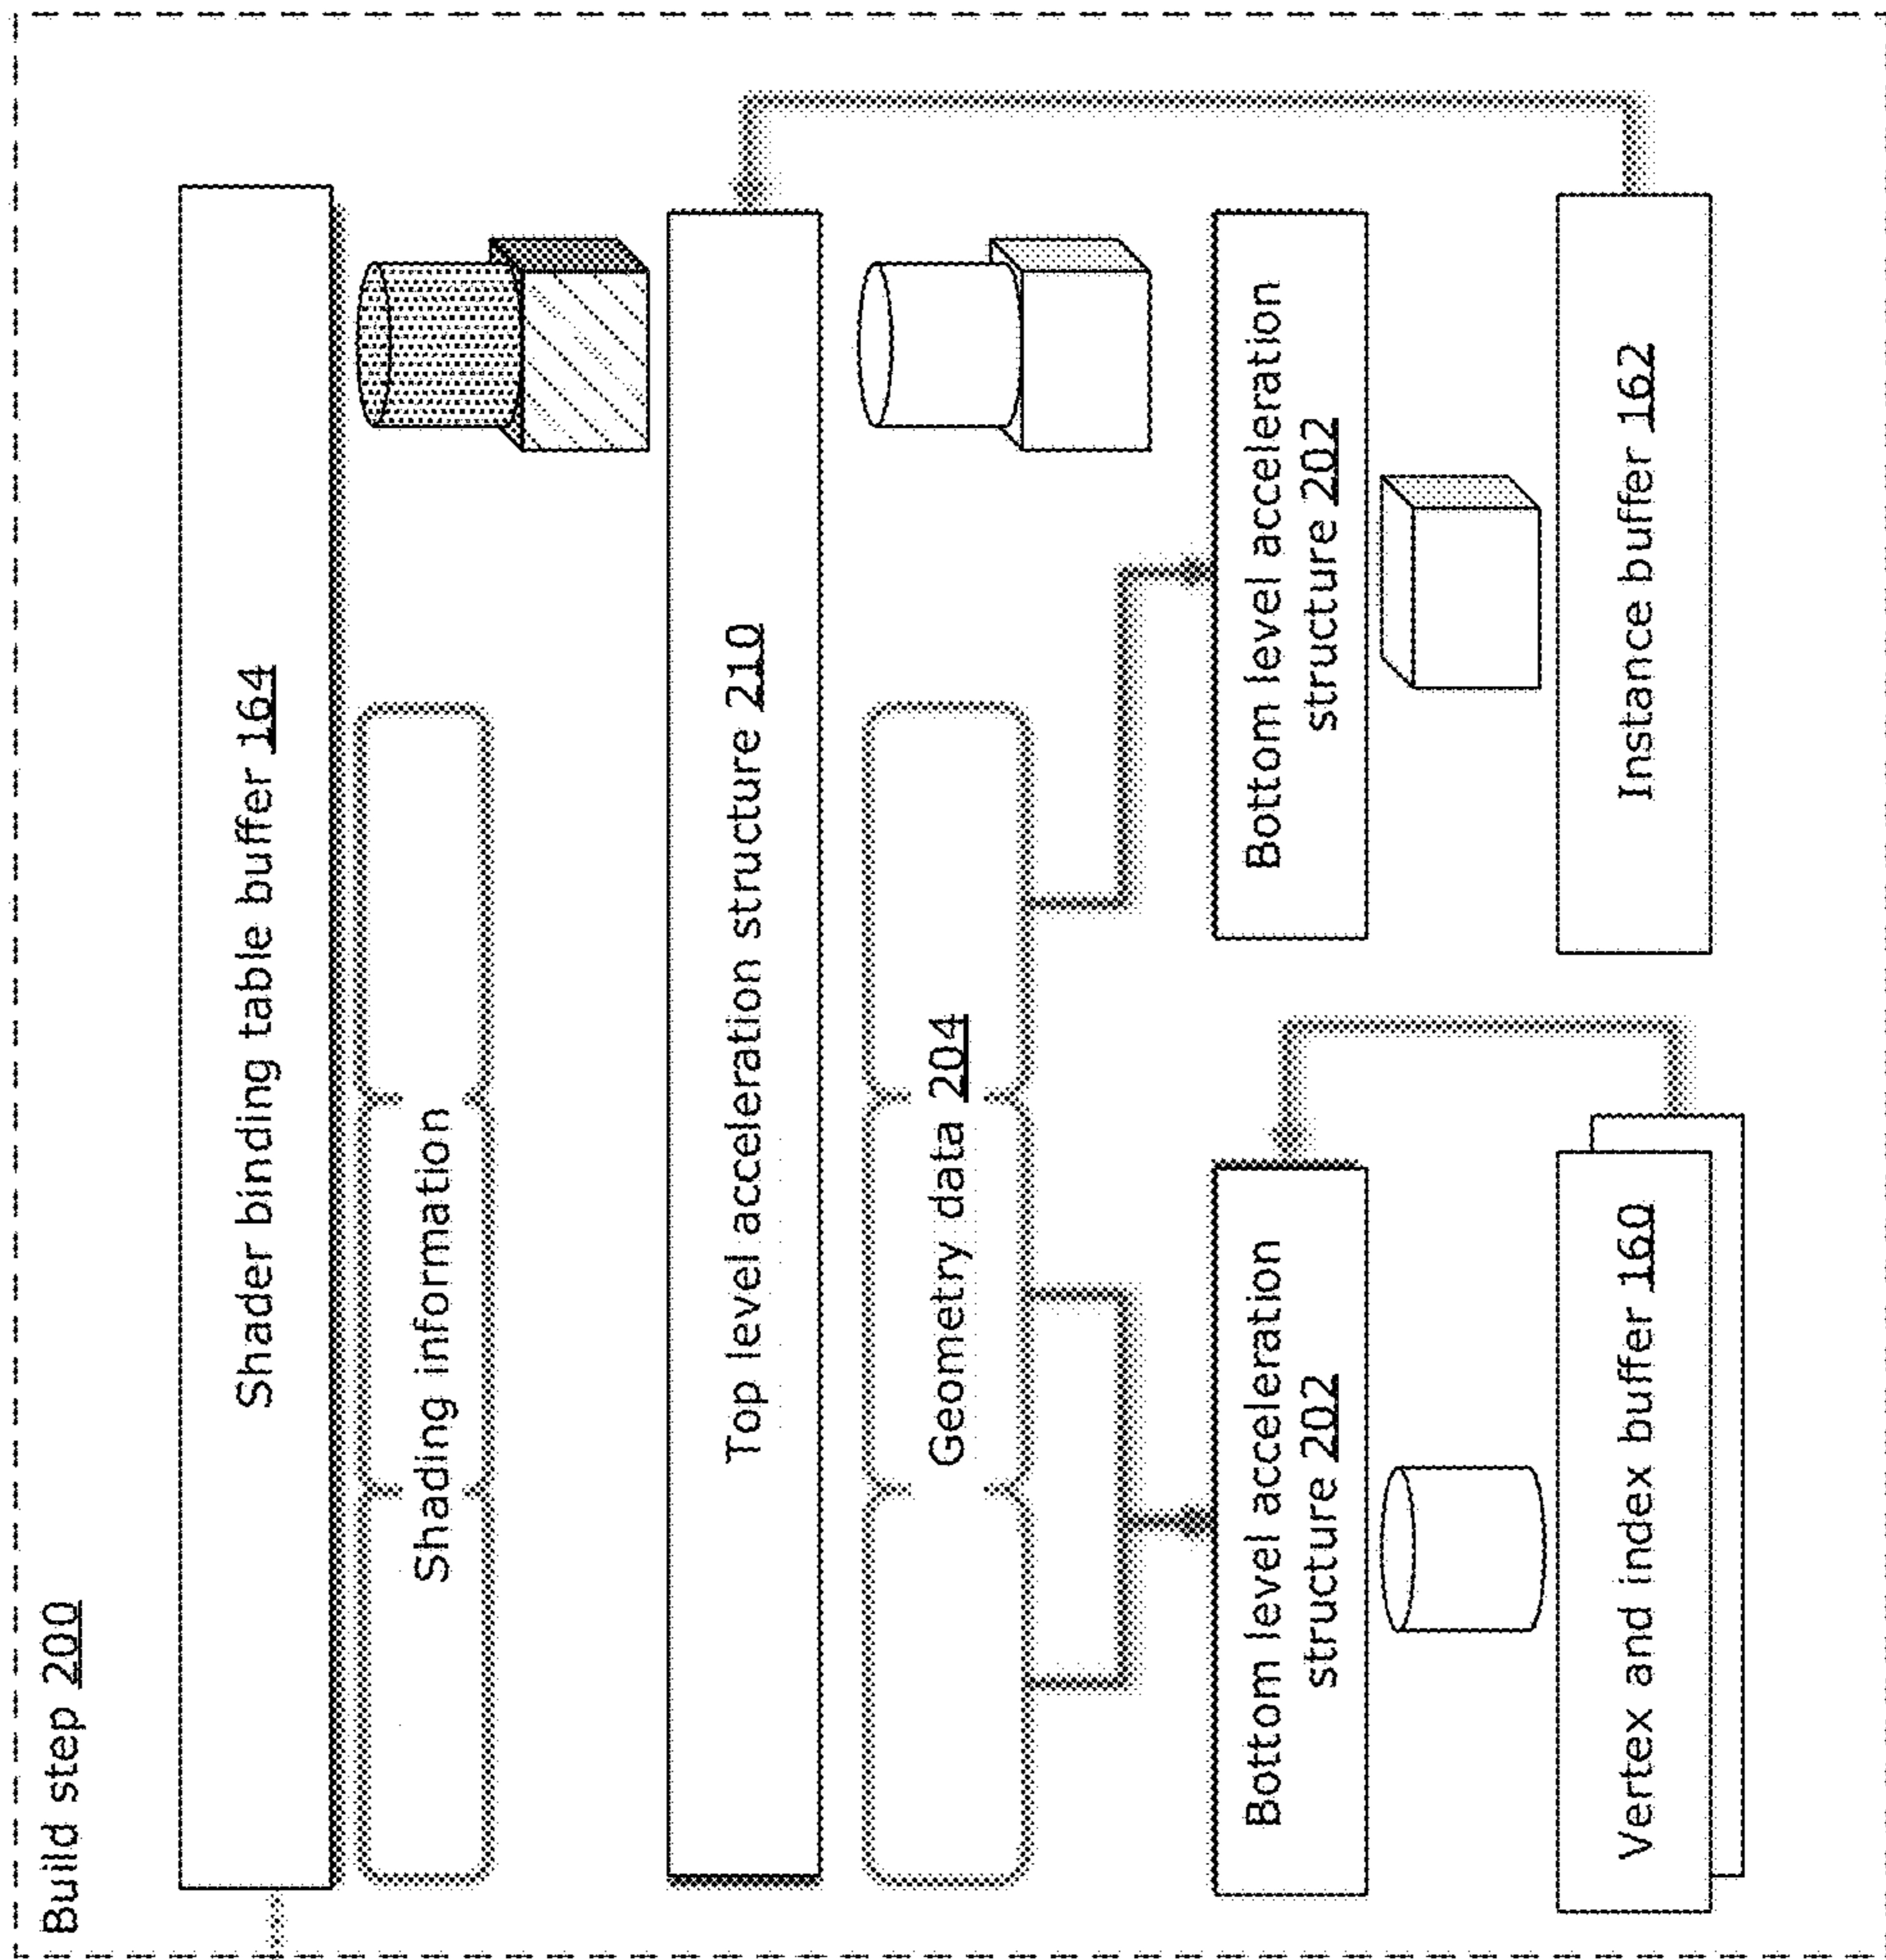 Build step 200
Shader binding table buffer 164
Shading information
Top level acceleration structure 210
Geometry data 204
Bottom level acceleration
structure 202
Bottom level acceleration
structure 202
Vertex and index buffer 160
Instance buffer 162